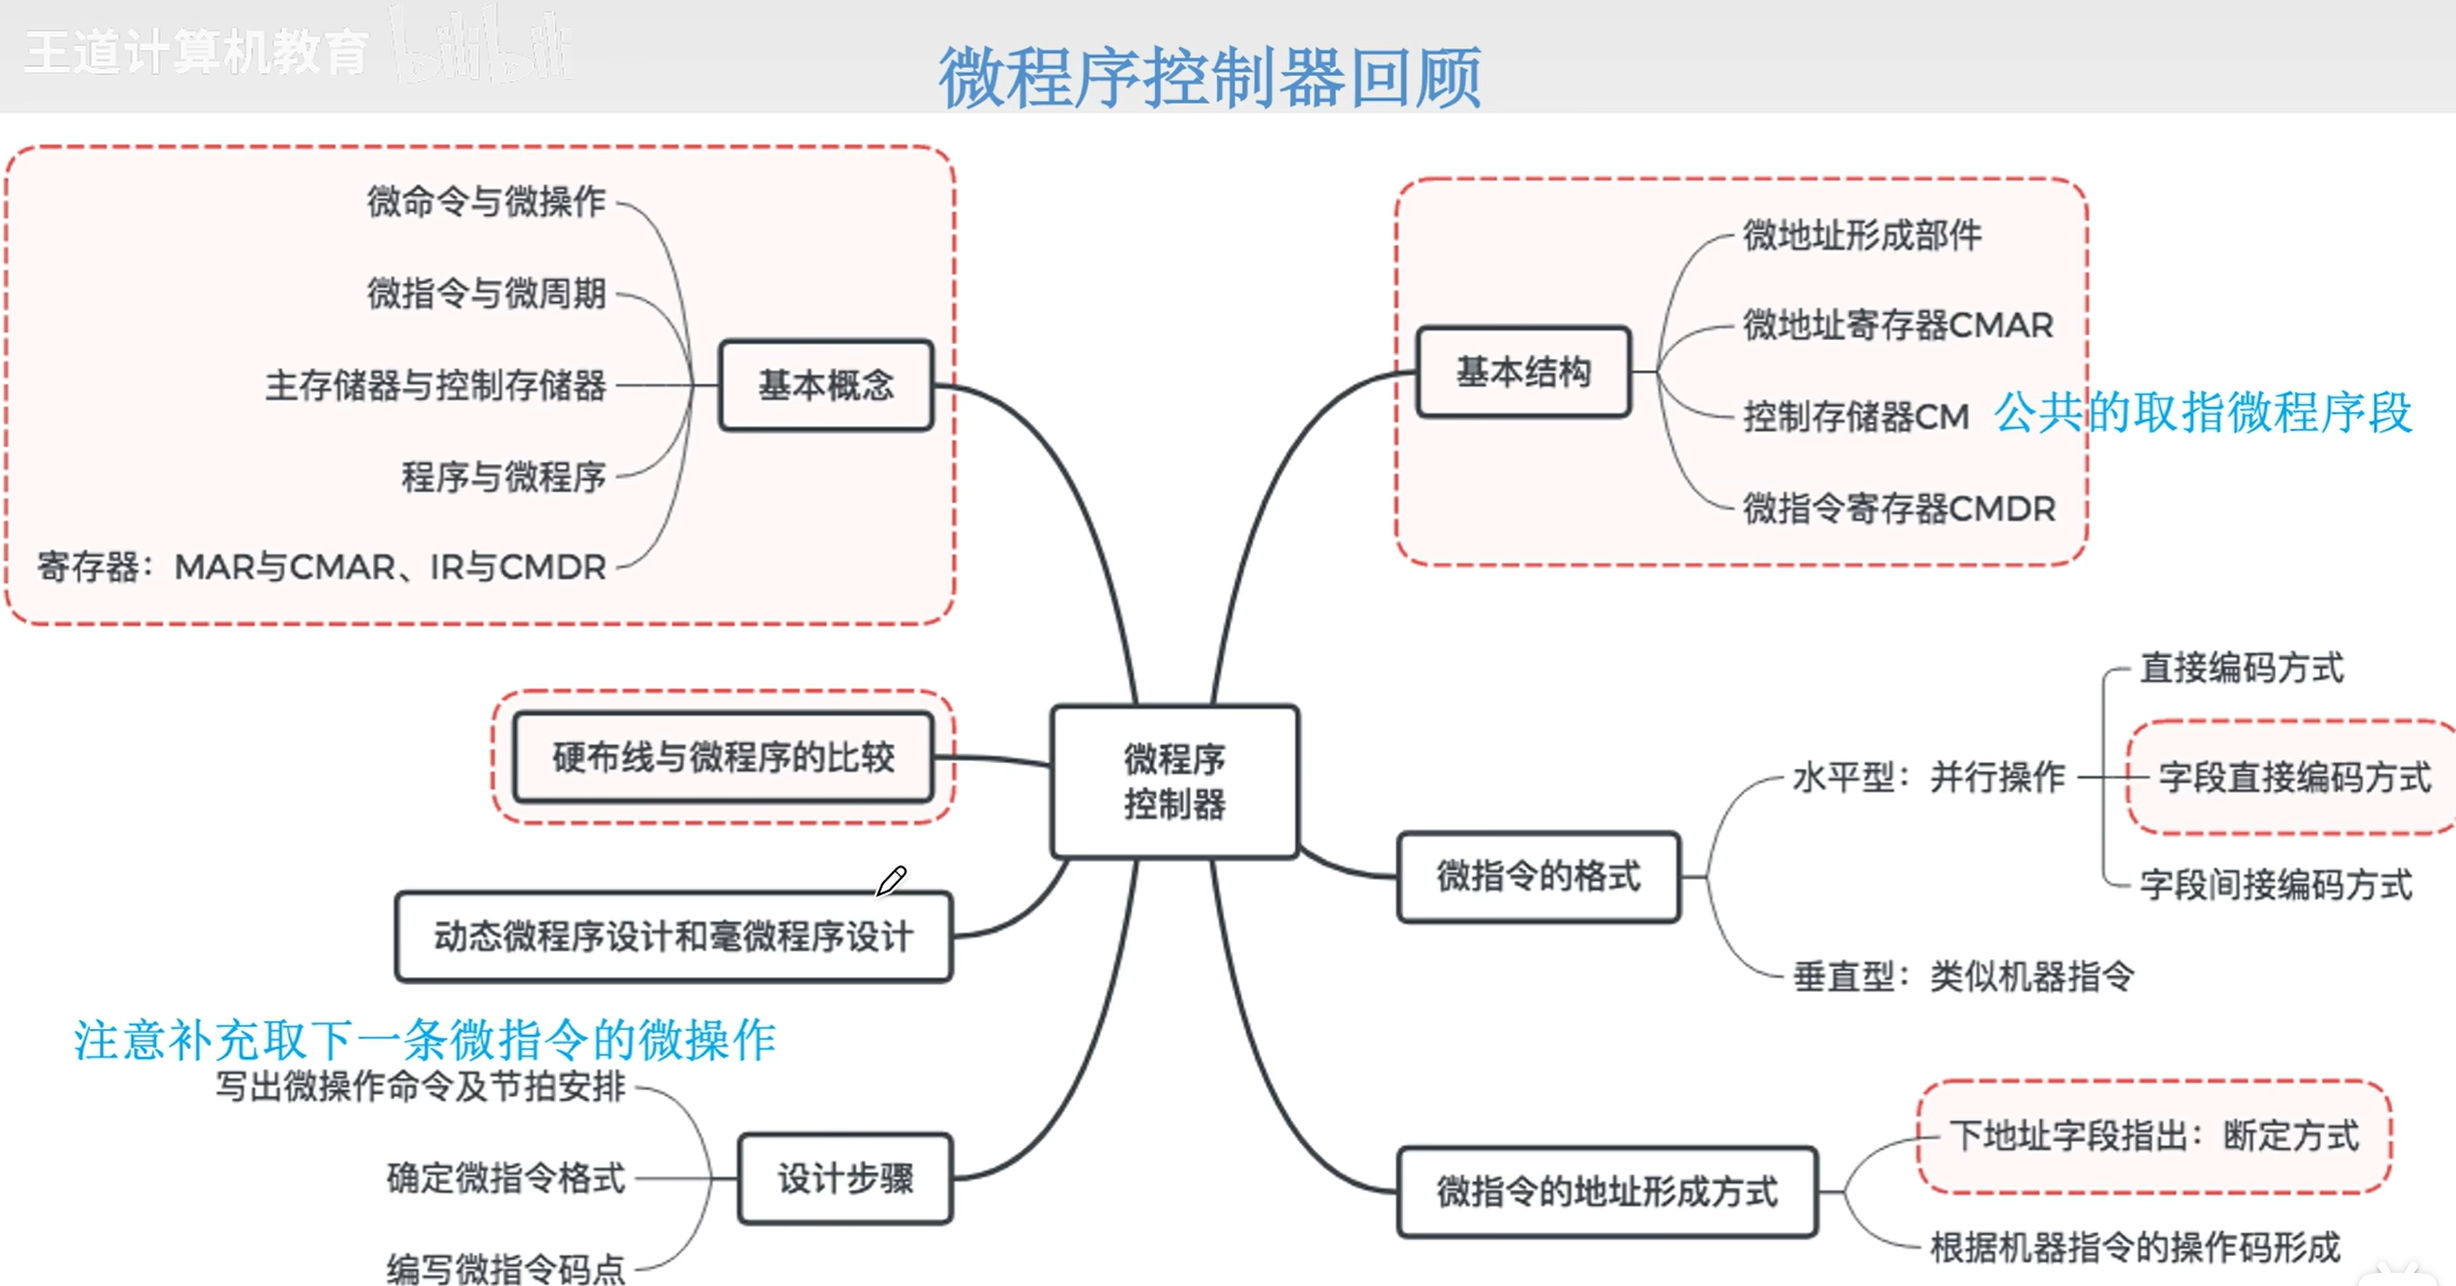 王道计算机教育 bilibili
微程序控制器回顾
微命令与微操作
微指令与微周期
主存储器与控制存储器
程序与微程序
寄存器：MAR与CMAR、IR与CMDR
基本概念
微地址形成部件
微地址寄存器CMAR
控制存储器CM 公共的取指微程序段
微指令寄存器CMDR
基本结构
硬布线与微程序的比较
微程序
控制器
直接编码方式
水平型：并行操作
字段直接编码方式
字段间接编码方式
微指令的格式
垂直型：类似机器指令
动态微程序设计和毫微程序设计
注意补充取下一条微指令的微操作
写出微操作命令及节拍安排
确定微指令格式
编写微指令码点
设计步骤
下地址字段指出：断定方式
微指令的地址形成方式
根据机器指令的操作码形成